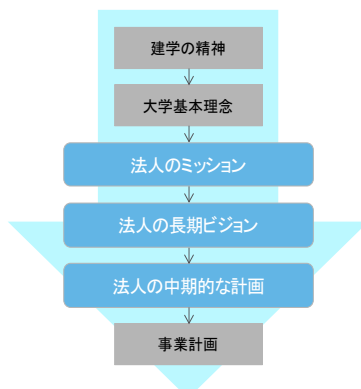 建学の精神
大学基本理念
法人のミッション
法人の長期ビジョン
法人の中期的な計画
事業計画